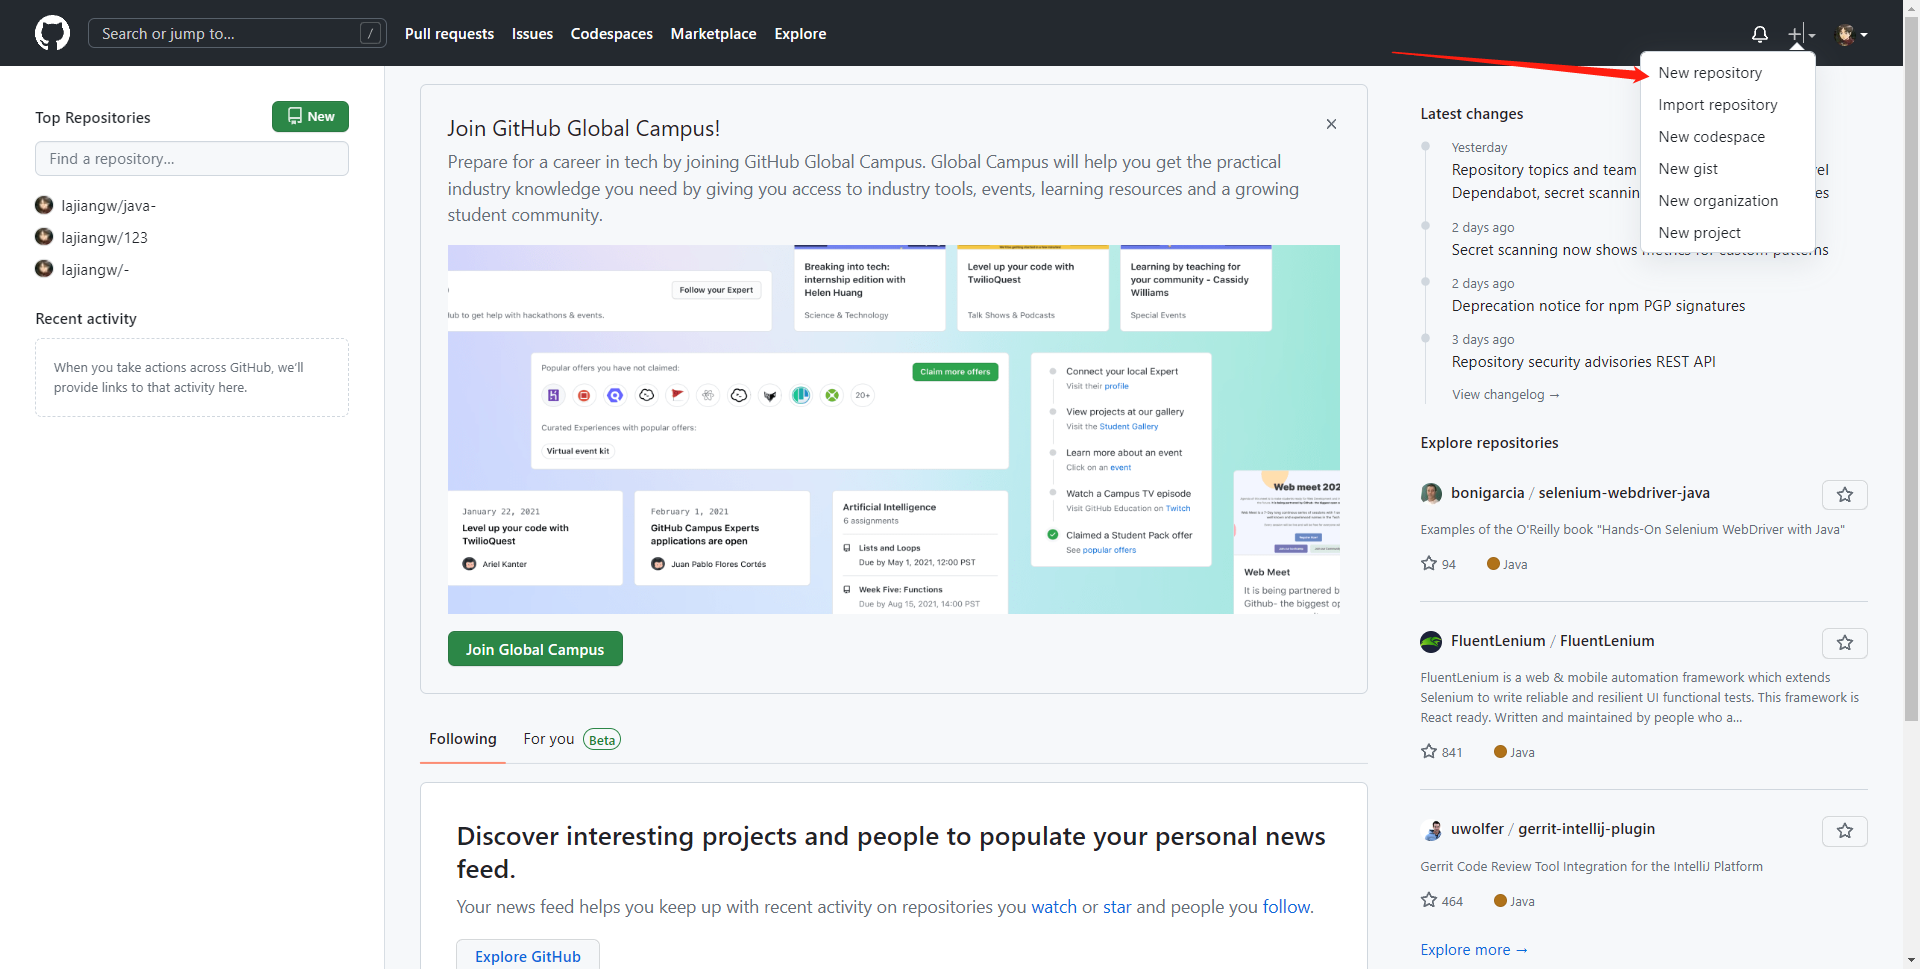 Search or jump to...
/
Pull requests
Issues
Codespaces
Marketplace
Explore
New repository
Import repository
New codespace
New gist
New organization
New project
Top Repositories
New
Find a repository...
lajiangw/java-
lajiangw/123
lajiangw/-
Recent activity
When you take actions across GitHub, we'll
provide links to that activity here.
Join GitHub Global Campus!
Prepare for a career in tech by joining GitHub Global Campus. Global Campus will help you get the practical
industry knowledge you need by giving you access to industry tools, events, learning resources and a growing
student community.
Follow your Expert
lub to get help with hackathons & events.
Breaking into tech:
internship edition with
Helen Huang
Science & Technology
Level up your code with
TwilioQuest
Talk Shows & Podcasts
Learning by teaching for
your community - Cassidy
Williams
Special Events
Popular offers you have not claimed:
Claim more offers
20+
Curated Experiences with popular offers:
Virtual event kit
Connect your local Expert
Visit their profile
View projects at our gallery
Visit the Student Gallery
Learn more about an event
Click on an event
Watch a Campus TV episode
Visit GitHub Education on Twitch
Claimed a Student Pack offer
See popular offers
January 22, 2021
Level up your code with
TwilioQuest
Ariel Kanter
February 1, 2021
GitHub Campus Experts
applications are open
Juan Pablo Flores Cortés
Artificial Intelligence
6 assignments
Lists and Loops
Due by May 1, 2021, 12:00 PST
Week Five: Functions
Due by Aug 15, 2021, 14:00 PST
Web meet 202
Web Meet
It is being partnered by
Github- the biggest op
Join Global Campus
Following
For you
Beta
Discover interesting projects and people to populate your personal news
feed.
Your news feed helps you keep up with recent activity on repositories you watch or star and people you follow.
Explore GitHub
Latest changes
Yesterday
Repository topics and team rel
Dependabot, secret scannin es
2 days ago
Secret scanning now shows metrics for custom patterns
2 days ago
Deprecation notice for npm PGP signatures
3 days ago
Repository security advisories REST API
View changelog →
Explore repositories
bonigarcia / selenium-webdriver-java
Examples of the O'Reilly book "Hands-On Selenium WebDriver with Java"
94
Java
FluentLenium / FluentLenium
FluentLenium is a web & mobile automation framework which extends
Selenium to write reliable and resilient UI functional tests. This framework is
React ready. Written and maintained by people who a...
841
Java
uwolfer / gerrit-intellij-plugin
Gerrit Code Review Tool Integration for the IntelliJ Platform
464
Java
Explore more →